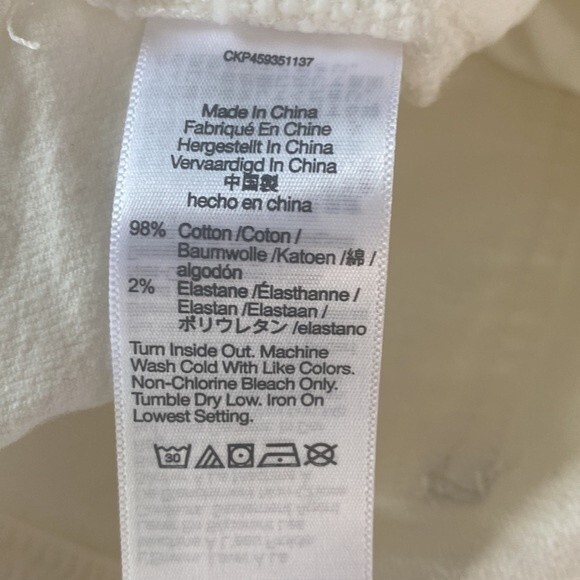 CKP459351137
Made In China
Fabriqué En Chine
Hergestellt In China
Vervaardigd In China
中国製
hecho en china
98% Cotton /Coton /
Baumwolle /Katoen /綿 /
algodón
2% Elastane /Élasthanne /
Elastan /Elastaan /
ポリウレタン /elastano
Turn Inside Out. Machine
Wash Cold With Like Colors.
Non-Chlorine Bleach Only.
Tumble Dry Low. Iron On
Lowest Setting.
30